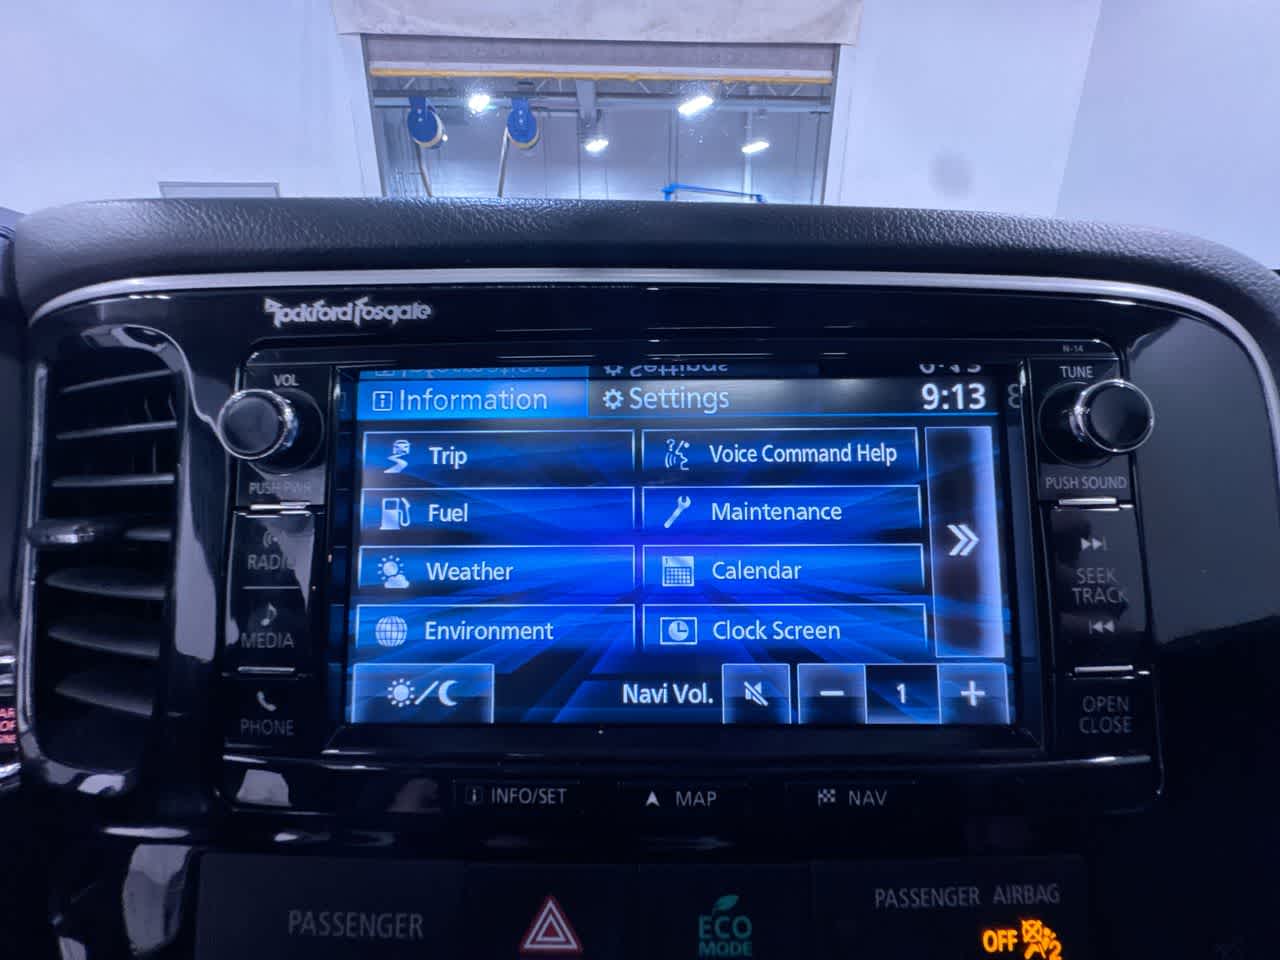 Rockford Fosgate
N-14
VOL
TUNE
Information
Settings
9:13
Trip
Voice Command Help
PUSH PWR
PUSH SOUND
Fuel
Maintenance
RADIO
SEEK
TRACK
Weather
Calendar
MEDIA
Environment
Clock Screen
Navi Vol.
1
PHONE
OPEN
CLOSE
INFO/SET
MAP
NAV
PASSENGER
ECO
MODE
PASSENGER AIRBAG
OFF
2